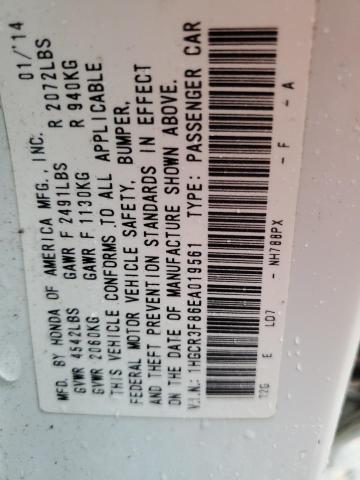 MFD. BY HONDA OF AMERICA MFG., INC. 01/'14
GVWR 4542LBS GAWR F 2491LBS R 2072LBS
GVWR 2060KG GAWR F 1130KG R 940KG
THIS VEHICLE CONFORMS TO ALL APPLICABLE
FEDERAL MOTOR VEHICLE SAFETY, BUMPER,
AND THEFT PREVENTION STANDARDS IN EFFECT
ON THE DATE OF MANUFACTURE SHOWN ABOVE.
V.I.N.: 1HGCR3F86EA019561 TYPE: PASSENGER CAR
NH788PX - F - A
T2G E LD7